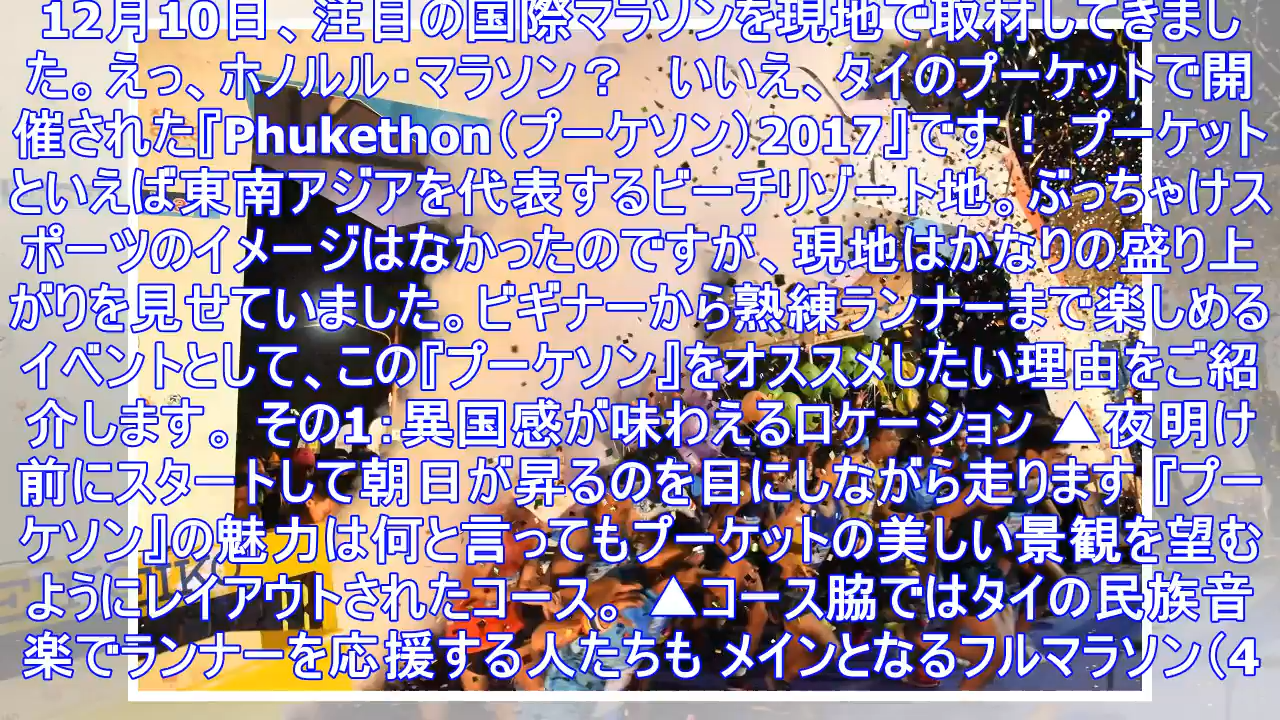 12月10日、注目の国際マラソンを現地で取材してきまし
た。えっ、ホノルル・マラソン？　いいえ、タイのプーケットで開
催された『Phukethon（プーケソン）2017』です！ プーケット
といえば東南アジアを代表するビーチリゾート地。ぶっちゃけス
ポーツのイメージはなかったのですが、現地はかなりの盛り上
がりを見せていました。ビギナーから熟練ランナーまで楽しめる
イベントとして、この『プーケソン』をオススメしたい理由をご紹
介します。 その1：異国感が味わえるロケーション ▲夜明け
前にスタートして朝日が昇るのを目にしながら走ります 『プー
ケソン』の魅力は何と言ってもプーケットの美しい景観を望む
ようにレイアウトされたコース。 ▲コース脇ではタイの民族音
楽でランナーを応援する人たちも メインとなるフルマラソン（4